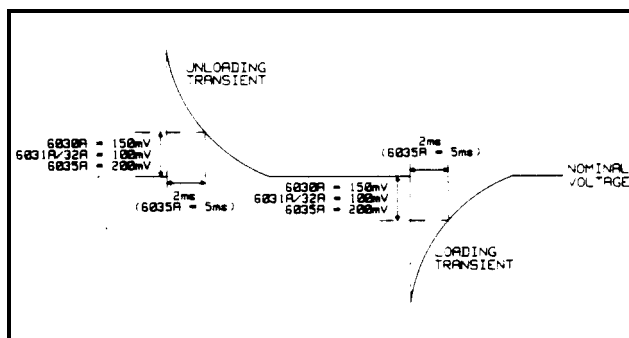 UNLOADING
TRANSIENT
6030A = 150mV
6031A/32A = 100mV
6035A = 200mV
2ms
(6035A = 5ms)
2ms
(6035A = 5ms)
6030A = 150mV
6031A/32A = 100mV
6035A = 200mV
NOMINAL
VOLTAGE
LOADING
TRANSIENT